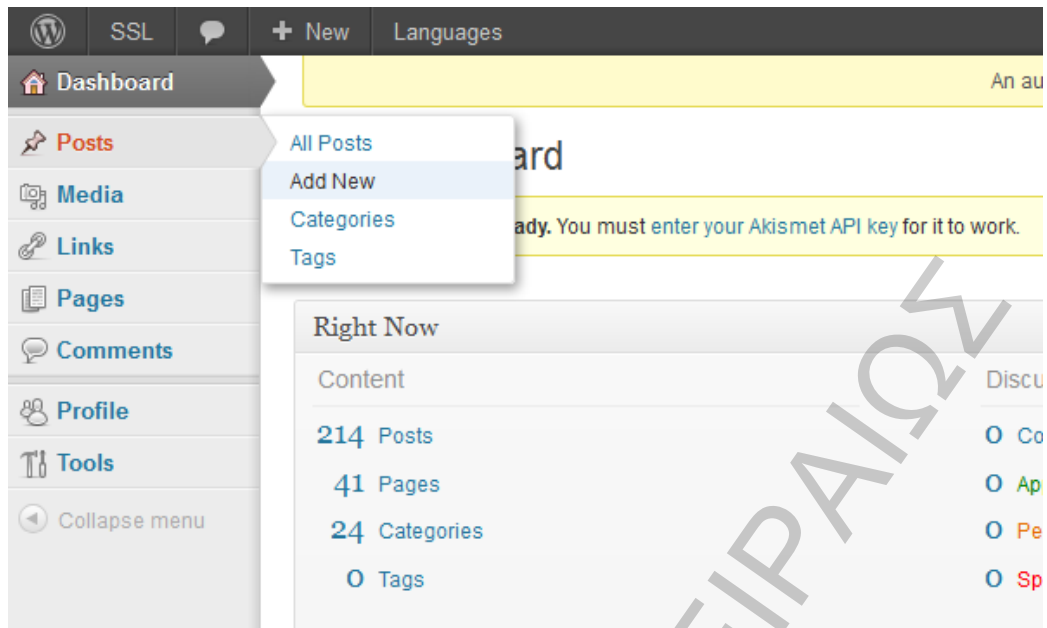 SSL + New Languages
Dashboard
An au
Posts
All Posts
ard
Media
Add New
Links
Categories
ady. You must enter your Akismet API key for it to work.
Tags
Pages
Comments
Right Now
Content
Discu
Profile
214 Posts
0 Co
Tools
41 Pages
0 Ap
Collapse menu
24 Categories
0 Pe
0 Tags
0 Sp
ΕΙΡΑΙΩΣ